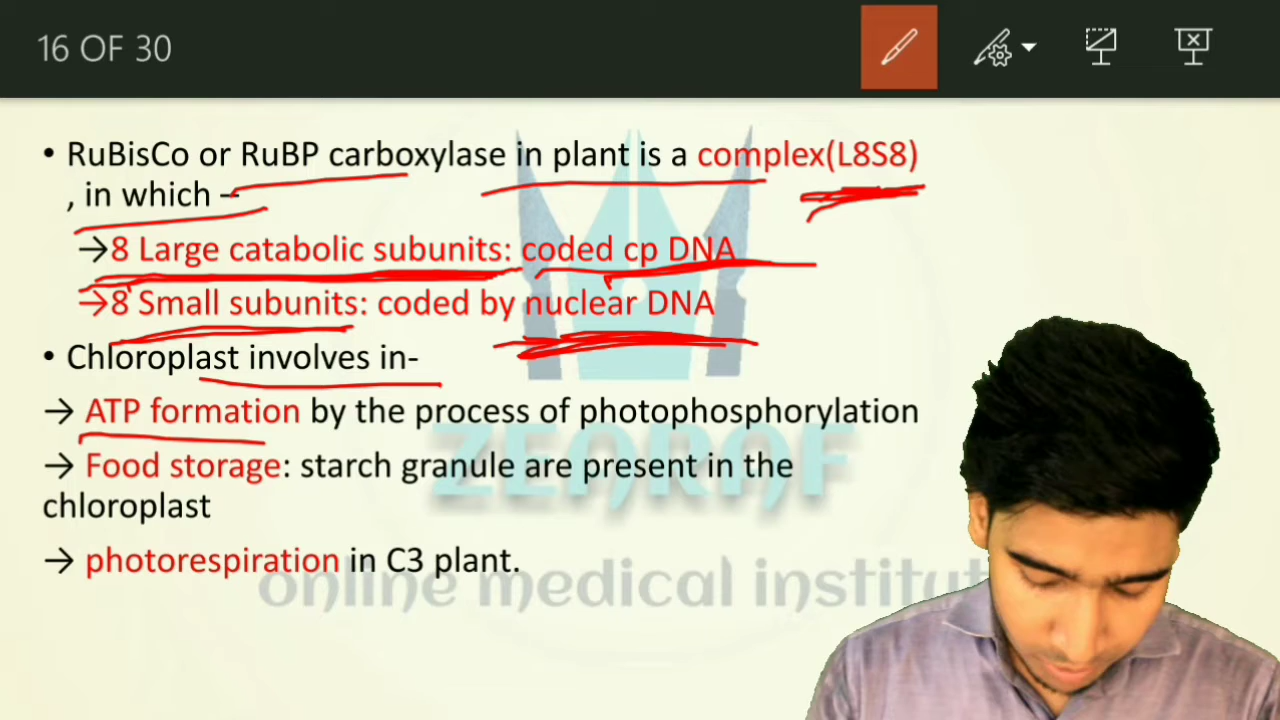 16 OF 30
• RuBisCo or RuBP carboxylase in plant is a complex(L8S8)
, in which –
→8 Large catabolic subunits: coded cp DNA
→8 Small subunits: coded by nuclear DNA
• Chloroplast involves in-
→ ATP formation by the process of photophosphorylation
→ Food storage: starch granule are present in the
chloroplast
→ photorespiration in C3 plant.
ZEARAF
online medical institut